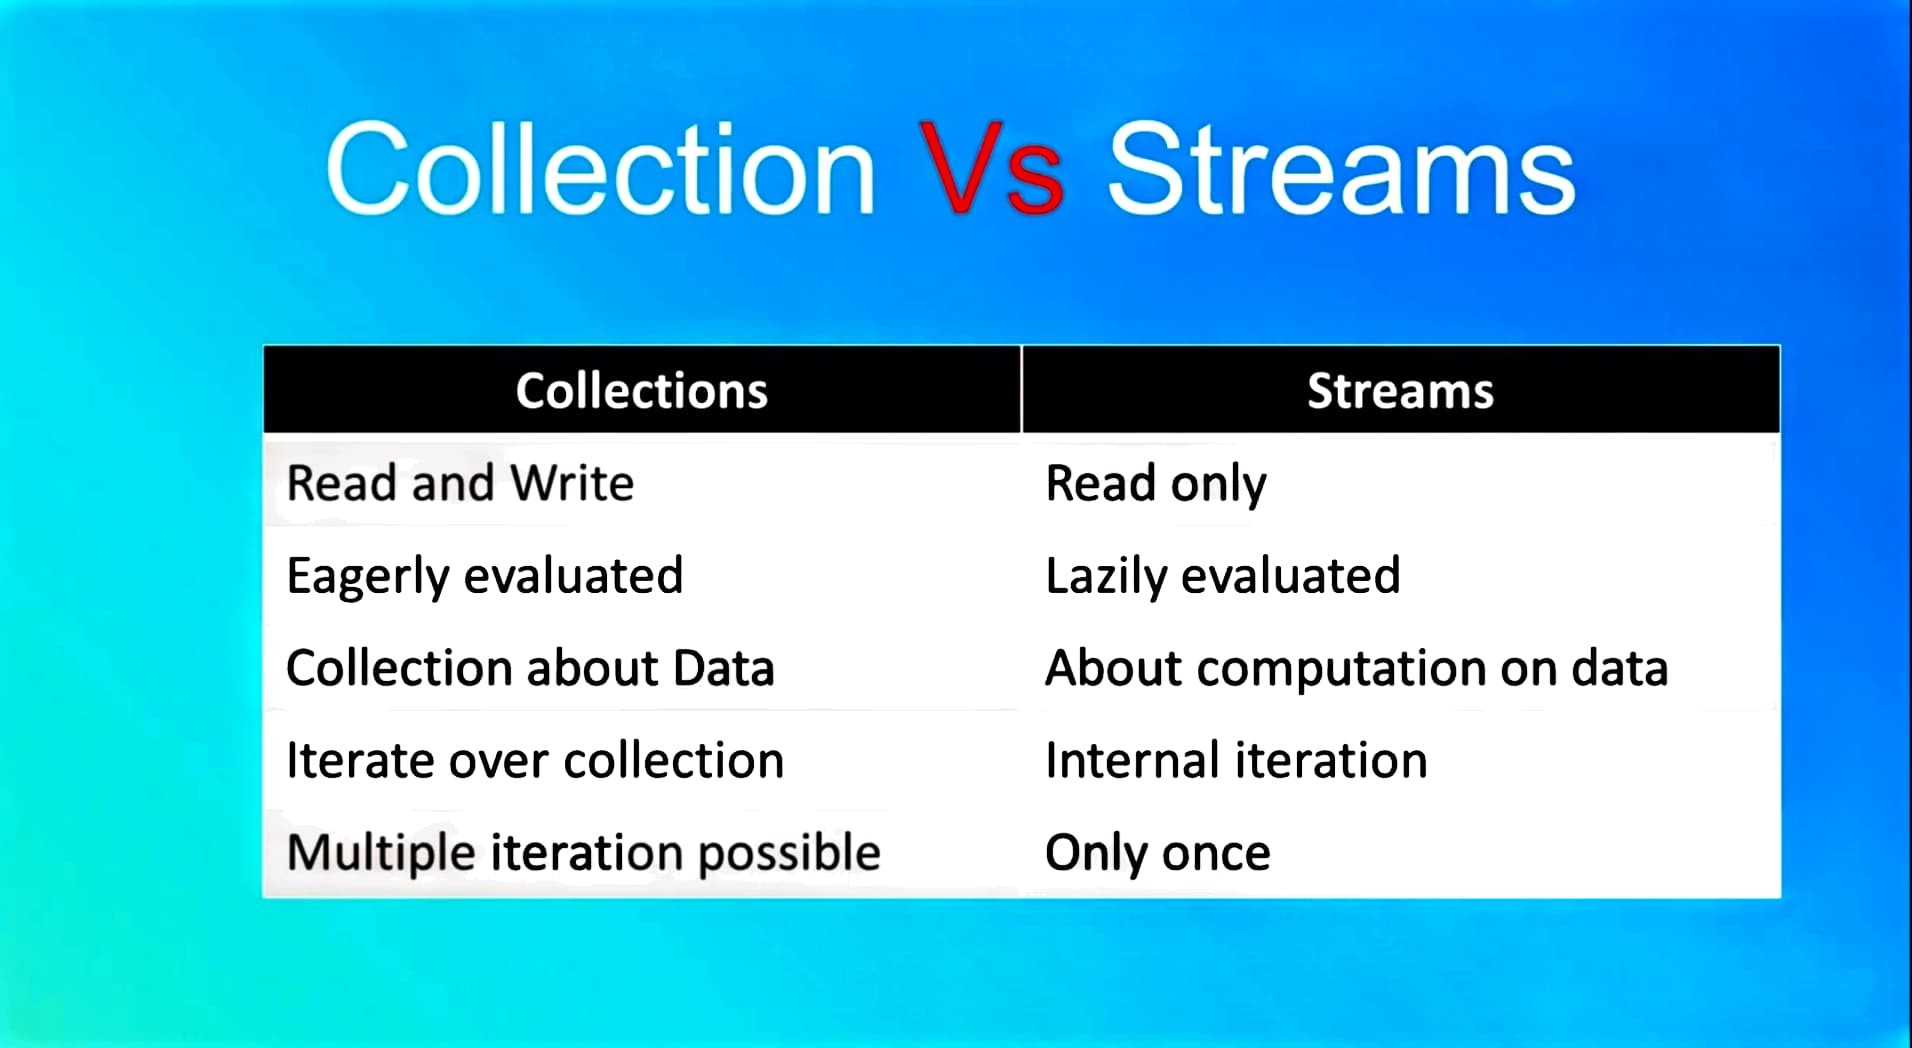 Collection Vs Streams
Collections Streams
Read and Write Read only
Eagerly evaluated Lazily evaluated
Collection about Data About computation on data
Iterate over collection Internal iteration
Multiple iteration possible Only once